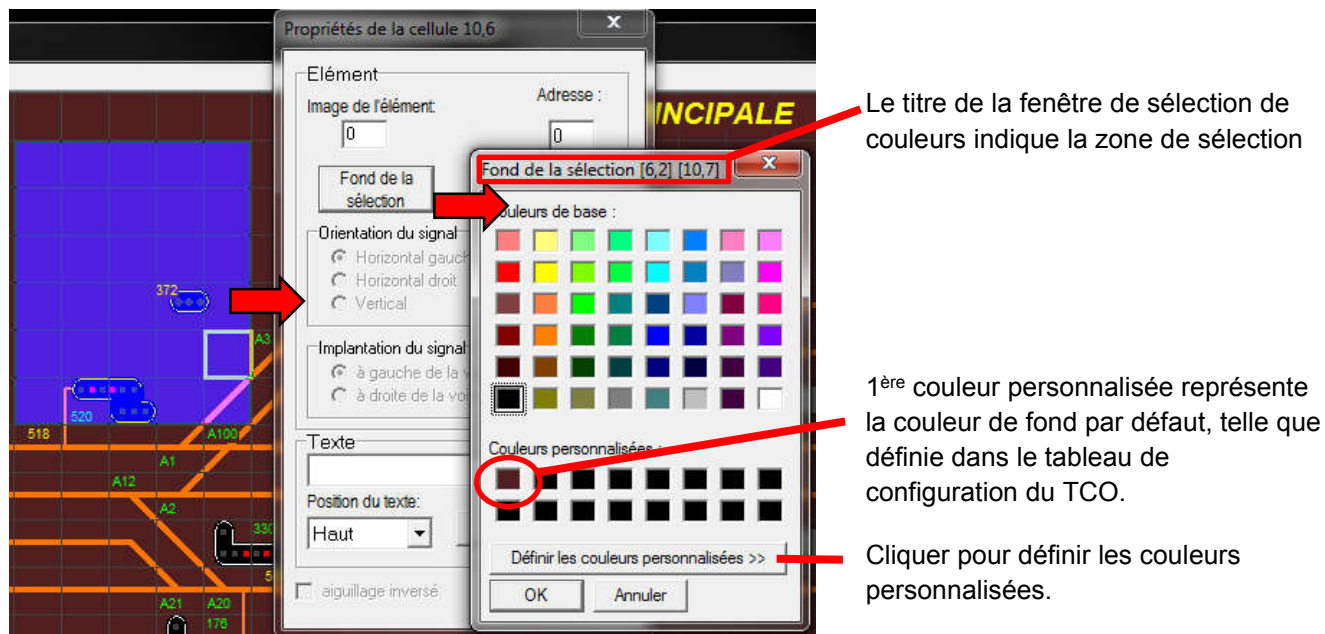 Propriétés de la cellule 10,6
x
Elément
Image de l'élément:
Adresse :
0
0
INCIPALE
Fond de la
sélection
Fond de la sélection [6,2] [10,7]
x
Couleurs de base :
Orientation du signal
Horizontal gauch
Horizontal droit
Vertical
Implantation du signal
à gauche de la v
à droite de la voi
Texte
Position du texte:
Haut
aiguillage inversé
Couleurs personnalisées :
Définir les couleurs personnalisées >>
OK
Annuler
372
A3
520
518
A100
A1
A12
A2
330
5
A21
A20
176
Le titre de la fenêtre de sélection de
couleurs indique la zone de sélection
1ère couleur personnalisée représente
la couleur de fond par défaut, telle que
définie dans le tableau de
configuration du TCO.
Cliquer pour définir les couleurs
personnalisées.